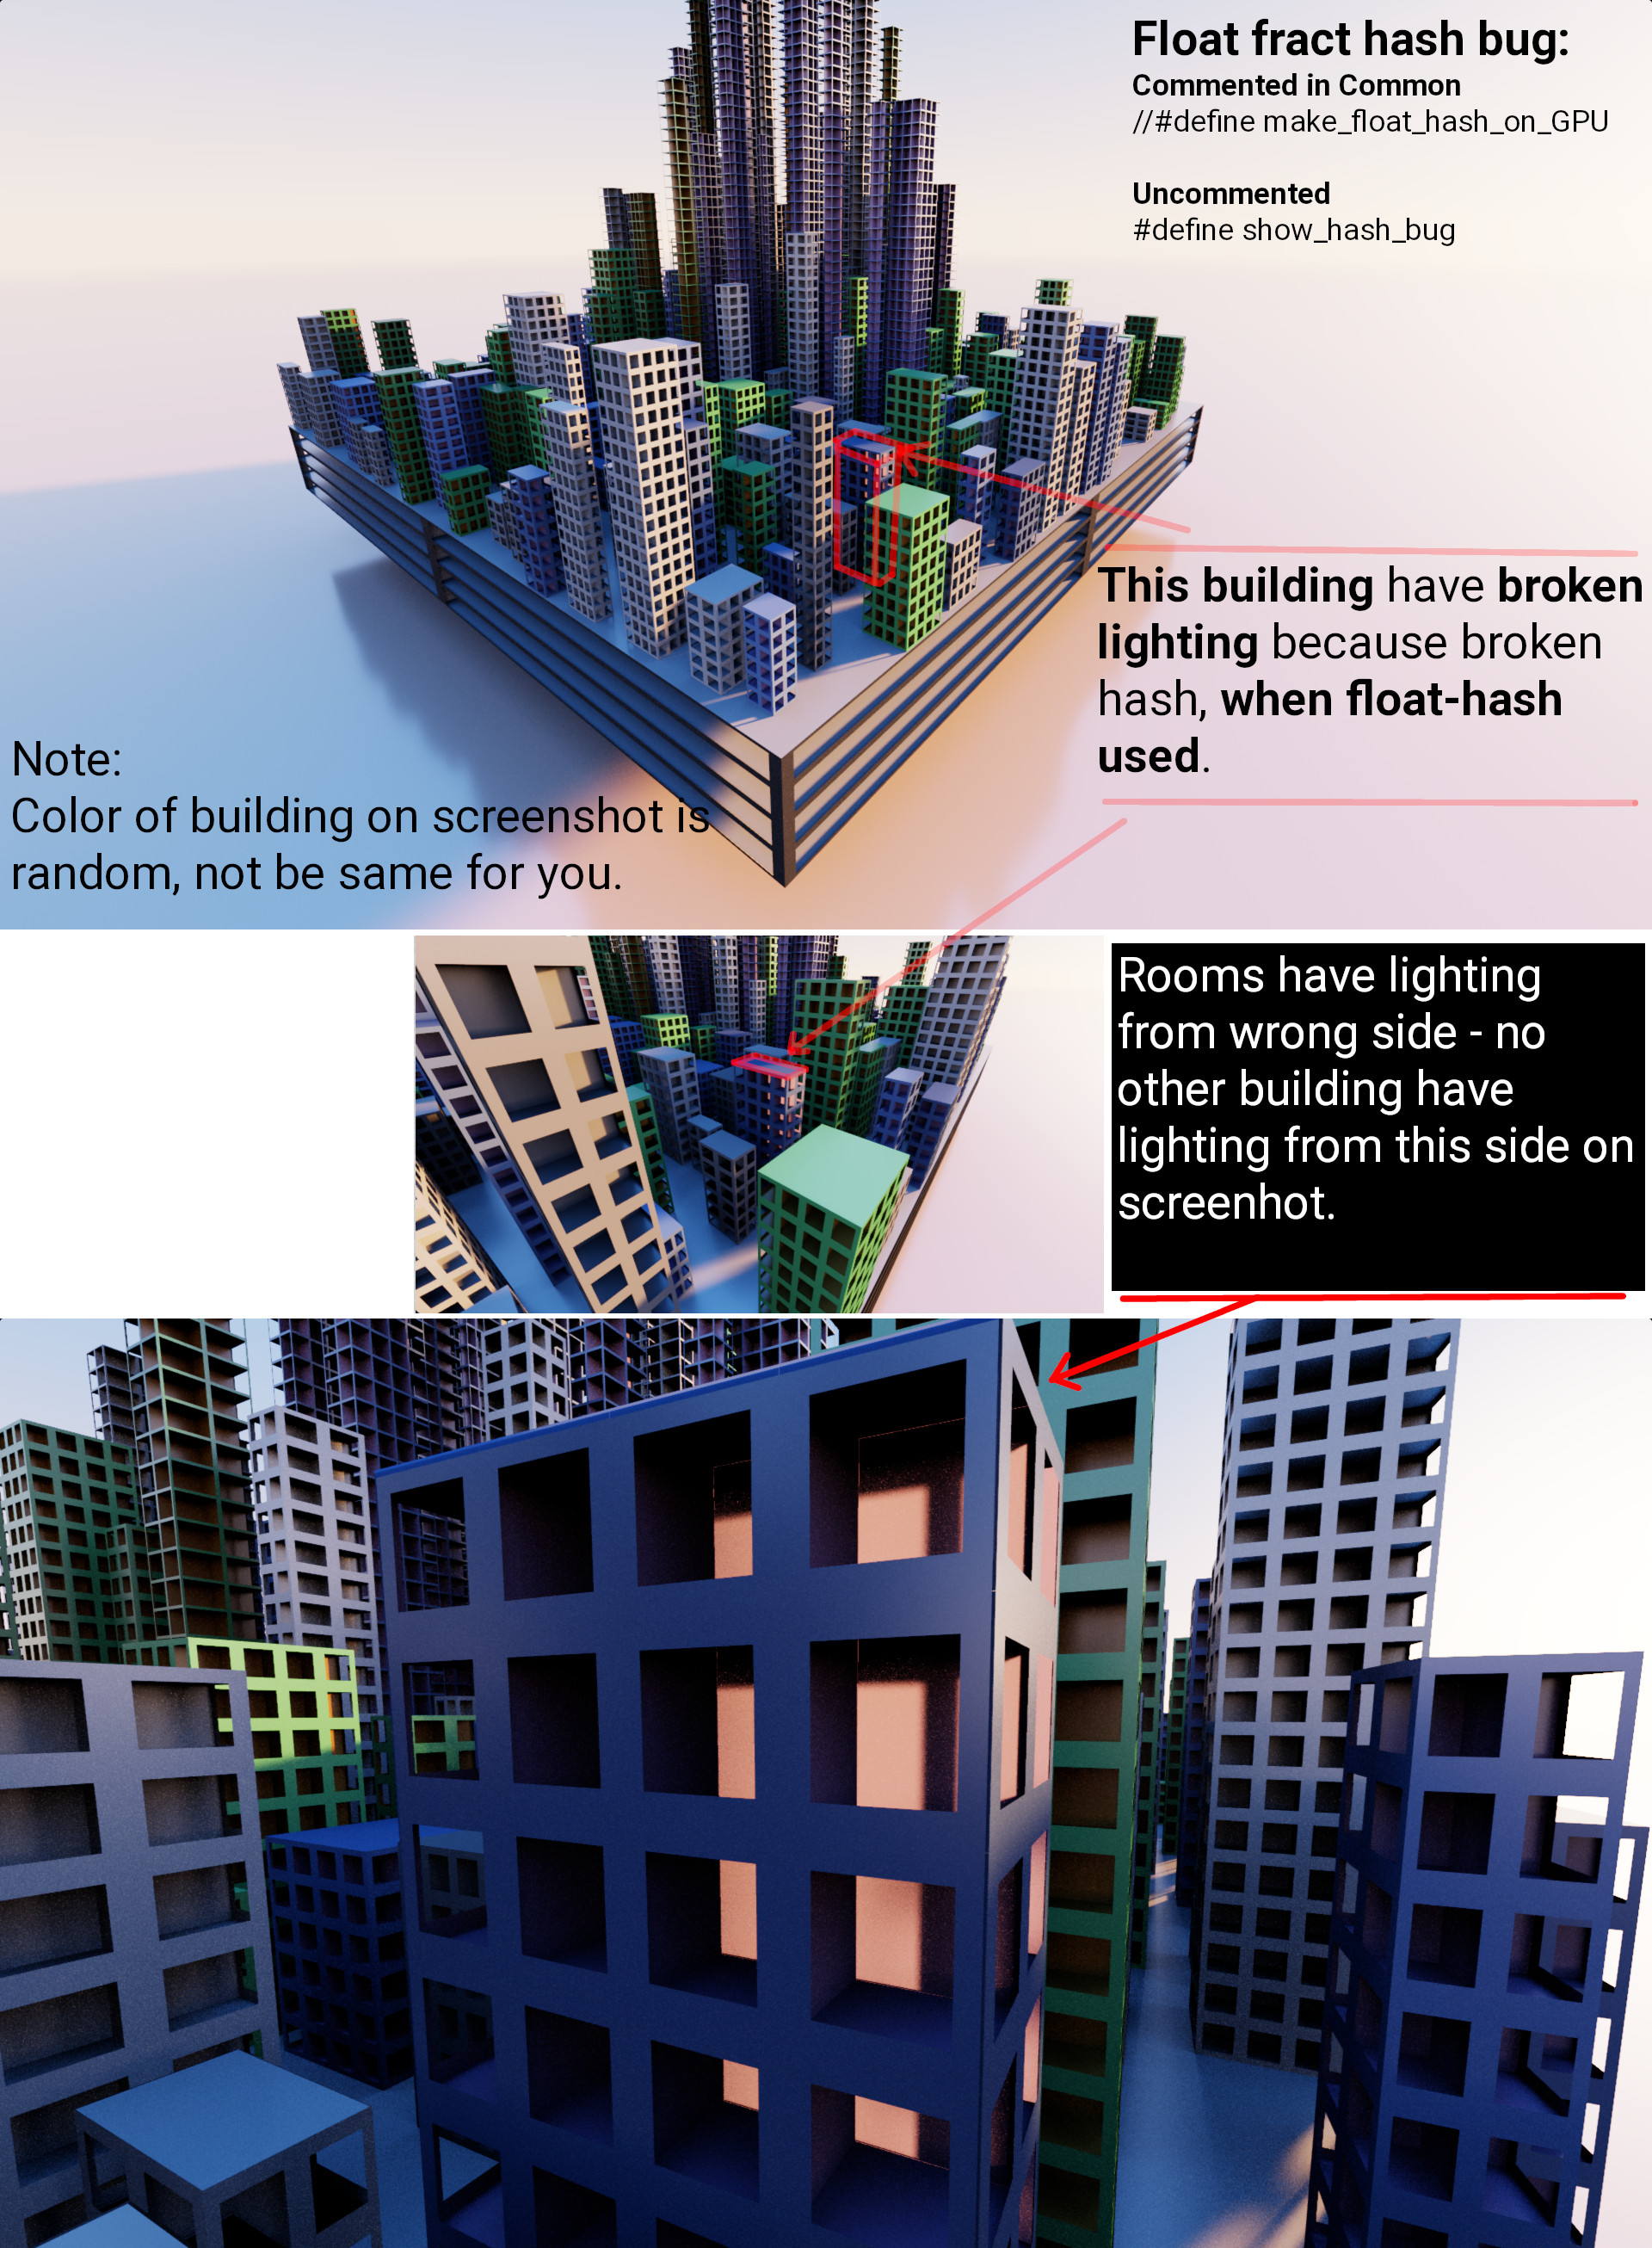 Float fract hash bug:
Commented in Common
//#define make_float_hash_on_GPU
Uncommented
#define show_hash_bug
This building have broken
lighting because broken
hash, when float-hash
used.
Note:
Color of building on screenshot is
random, not be same for you.
Rooms have lighting
from wrong side - no
other building have
lighting from this side on
screenhot.